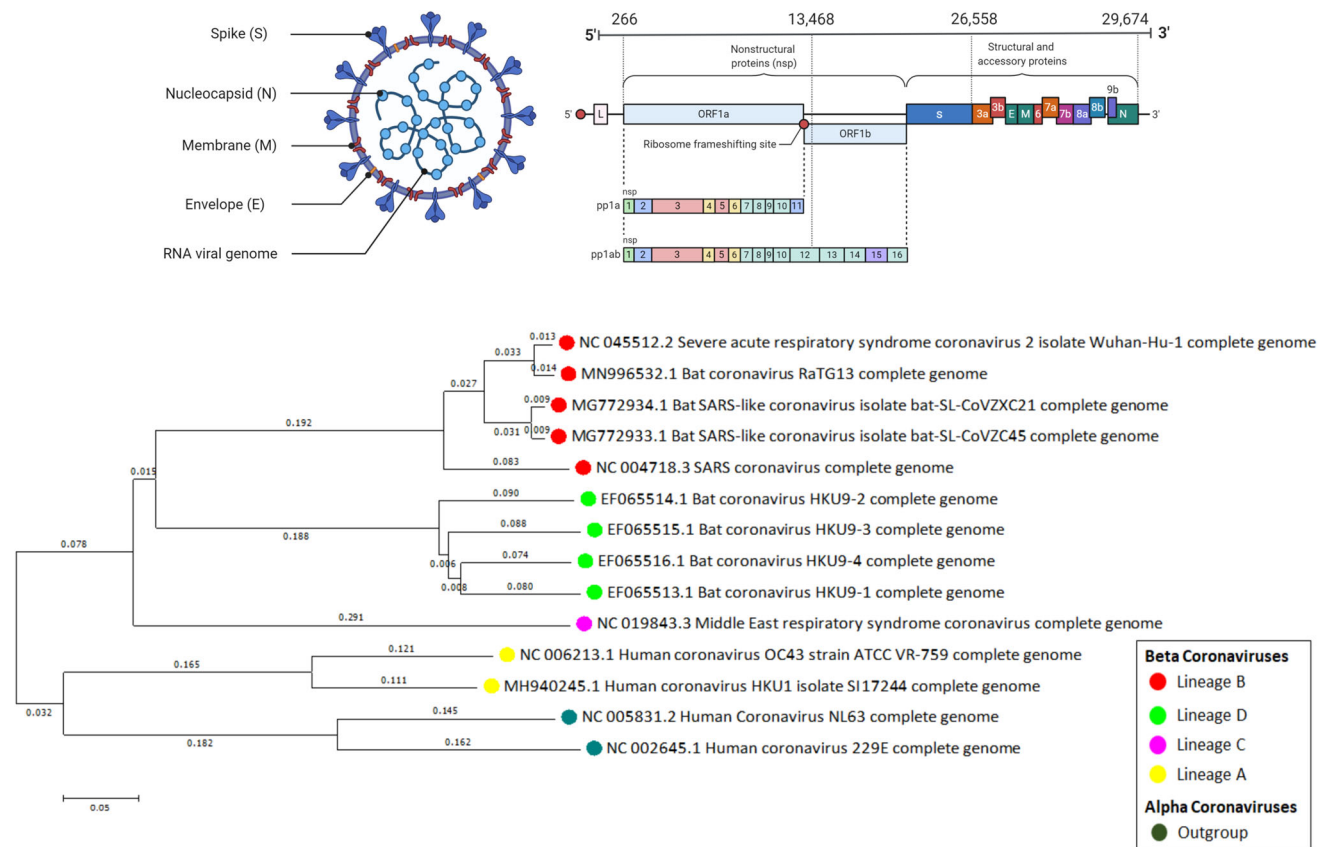 Spike (S)
Nucleocapsid (N)
Membrane (M)
Envelope (E)
RNA viral genome
266 13,468 26,558 29,674
5' 3'
Nonstructural
proteins (nsp)
Structural and
accessory proteins
9b
5' L ORF1a S 3a 3b E M 6 7a 7b 8a 8b N 3'
ORF1b
Ribosome frameshifting site
nsp
pp1a 1 2 3 4 5 6 7 8 9 10 11
nsp
pp1ab 1 2 3 4 5 6 7 8 9 10 12 13 14 15 16
0.013
NC 045512.2 Severe acute respiratory syndrome coronavirus 2 isolate Wuhan-Hu-1 complete genome
0.033
0.014
MN996532.1 Bat coronavirus RaTG13 complete genome
0.027
0.009
MG772934.1 Bat SARS-like coronavirus isolate bat-SL-CoVZXC21 complete genome
0.031 0.009
MG772933.1 Bat SARS-like coronavirus isolate bat-SL-CoVZC45 complete genome
0.192
0.083
NC 004718.3 SARS coronavirus complete genome
0.015
0.090
EF065514.1 Bat coronavirus HKU9-2 complete genome
0.088
EF065515.1 Bat coronavirus HKU9-3 complete genome
0.188
0.006
0.074
EF065516.1 Bat coronavirus HKU9-4 complete genome
0.008
0.080
EF065513.1 Bat coronavirus HKU9-1 complete genome
0.078
0.291
NC 019843.3 Middle East respiratory syndrome coronavirus complete genome
0.121
NC 006213.1 Human coronavirus OC43 strain ATCC VR-759 complete genome
0.165
0.111
MH940245.1 Human coronavirus HKU1 isolate SI17244 complete genome
0.032
0.145
NC 005831.2 Human Coronavirus NL63 complete genome
0.182
0.162
NC 002645.1 Human coronavirus 229E complete genome
0.05
Beta Coronaviruses
Lineage B
Lineage D
Lineage C
Lineage A
Alpha Coronaviruses
Outgroup